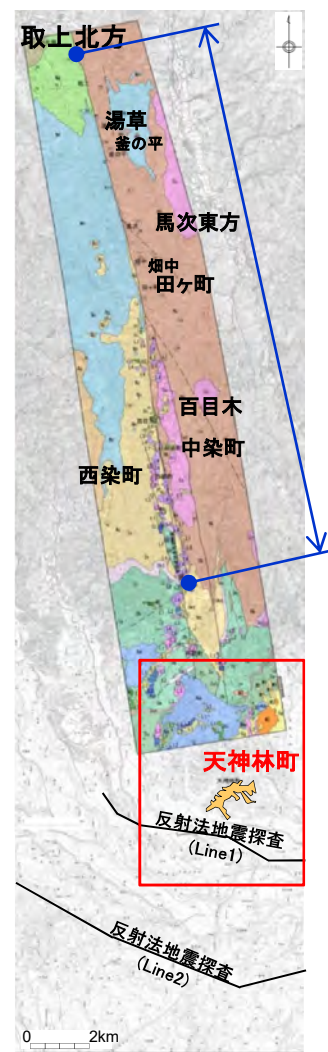 取上北方
湯草
釜の平
馬次東方
畑中
田ヶ町
百目木
中染町
西染町
天神林町
反射法地震探査
(Line1)
反射法地震探査
(Line2)
0 2km